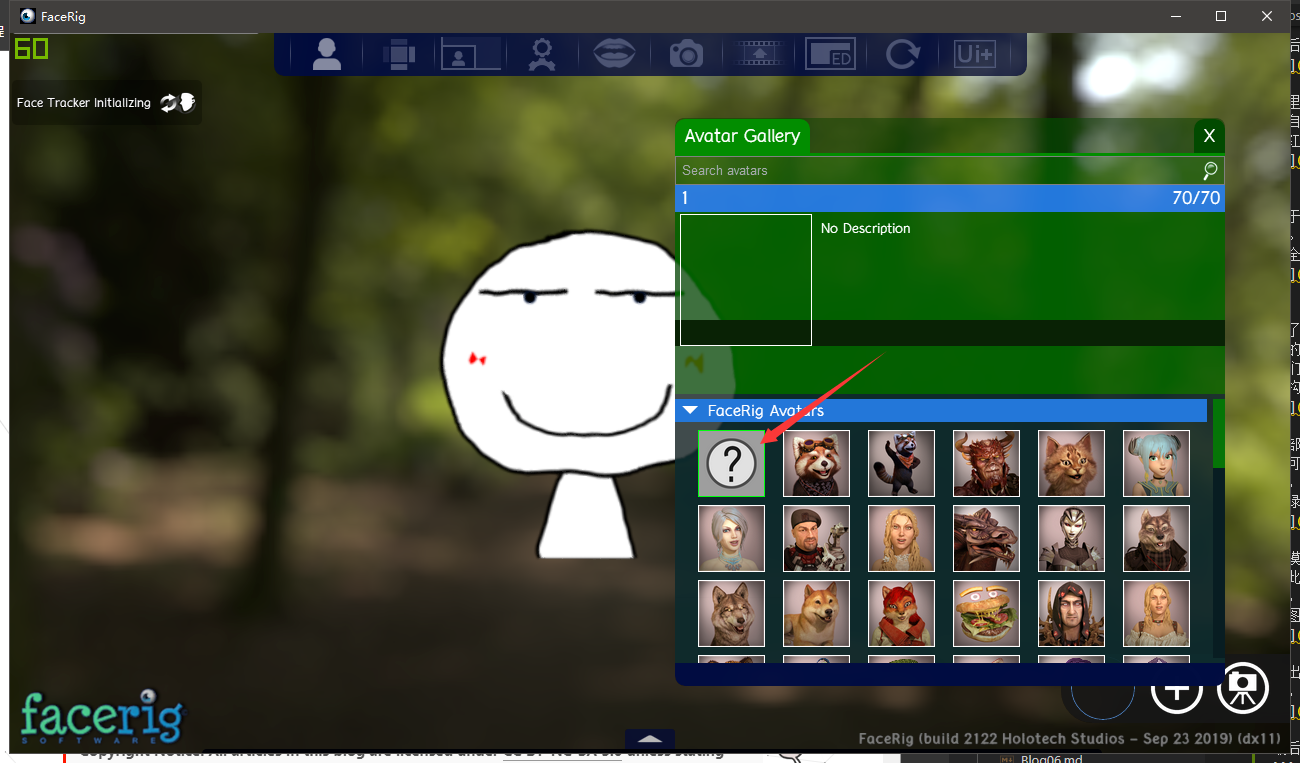 FaceRig
60
ED
Ui+
Face Tracker Initializing
Avatar Gallery
X
Search avatars
1
70/70
No Description
FaceRig Avatars
?
facerig
SOFTWARE
FaceRig (build 2122 Holotech Studios - Sep 23 2019) (dx11)
Blog06.md